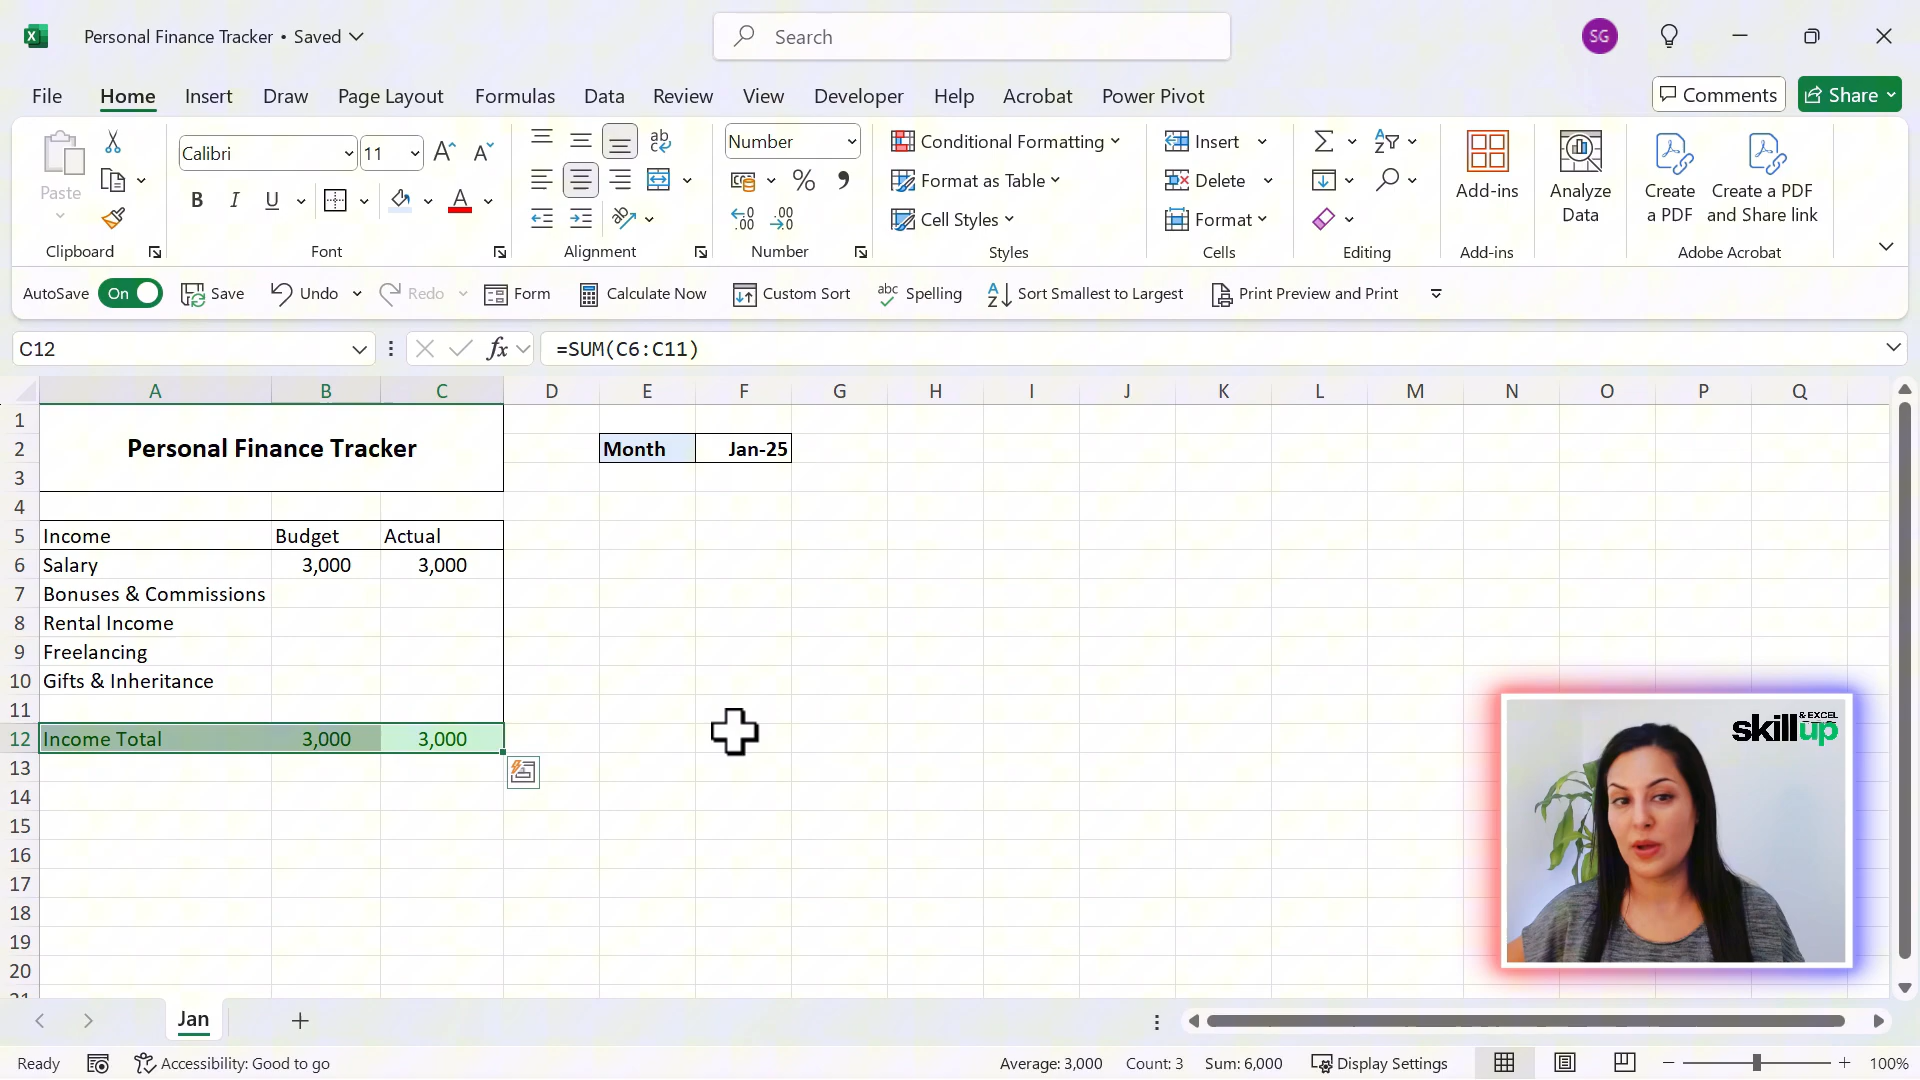 Personal Finance Tracker • Saved
Search
SG
File Home Insert Draw Page Layout Formulas Data Review View Developer Help Acrobat Power Pivot
Comments Share
Paste
Clipboard
Calibri 11
B I U
Font
ab
Alignment
Number
% ,
Number
Conditional Formatting
Format as Table
Cell Styles
Styles
Insert
Delete
Format
Cells
Editing
Add-ins
Add-ins
Analyze
Data
Create
a PDF
Create a PDF
and Share link
Adobe Acrobat
AutoSave On Save Undo Redo Form Calculate Now Custom Sort Spelling Sort Smallest to Largest Print Preview and Print
C12 fx =SUM(C6:C11)
A B C D E F G H I J K L M N O P Q
1
2 Personal Finance Tracker Month Jan-25
3
4
5 Income Budget Actual
6 Salary 3,000 3,000
7 Bonuses & Commissions
8 Rental Income
9 Freelancing
10 Gifts & Inheritance
11
12 Income Total 3,000 3,000
13
14
15
16
17
18
19
20
& EXCEL
skillup
Jan
Ready Accessibility: Good to go Average: 3,000 Count: 3 Sum: 6,000 Display Settings 100%